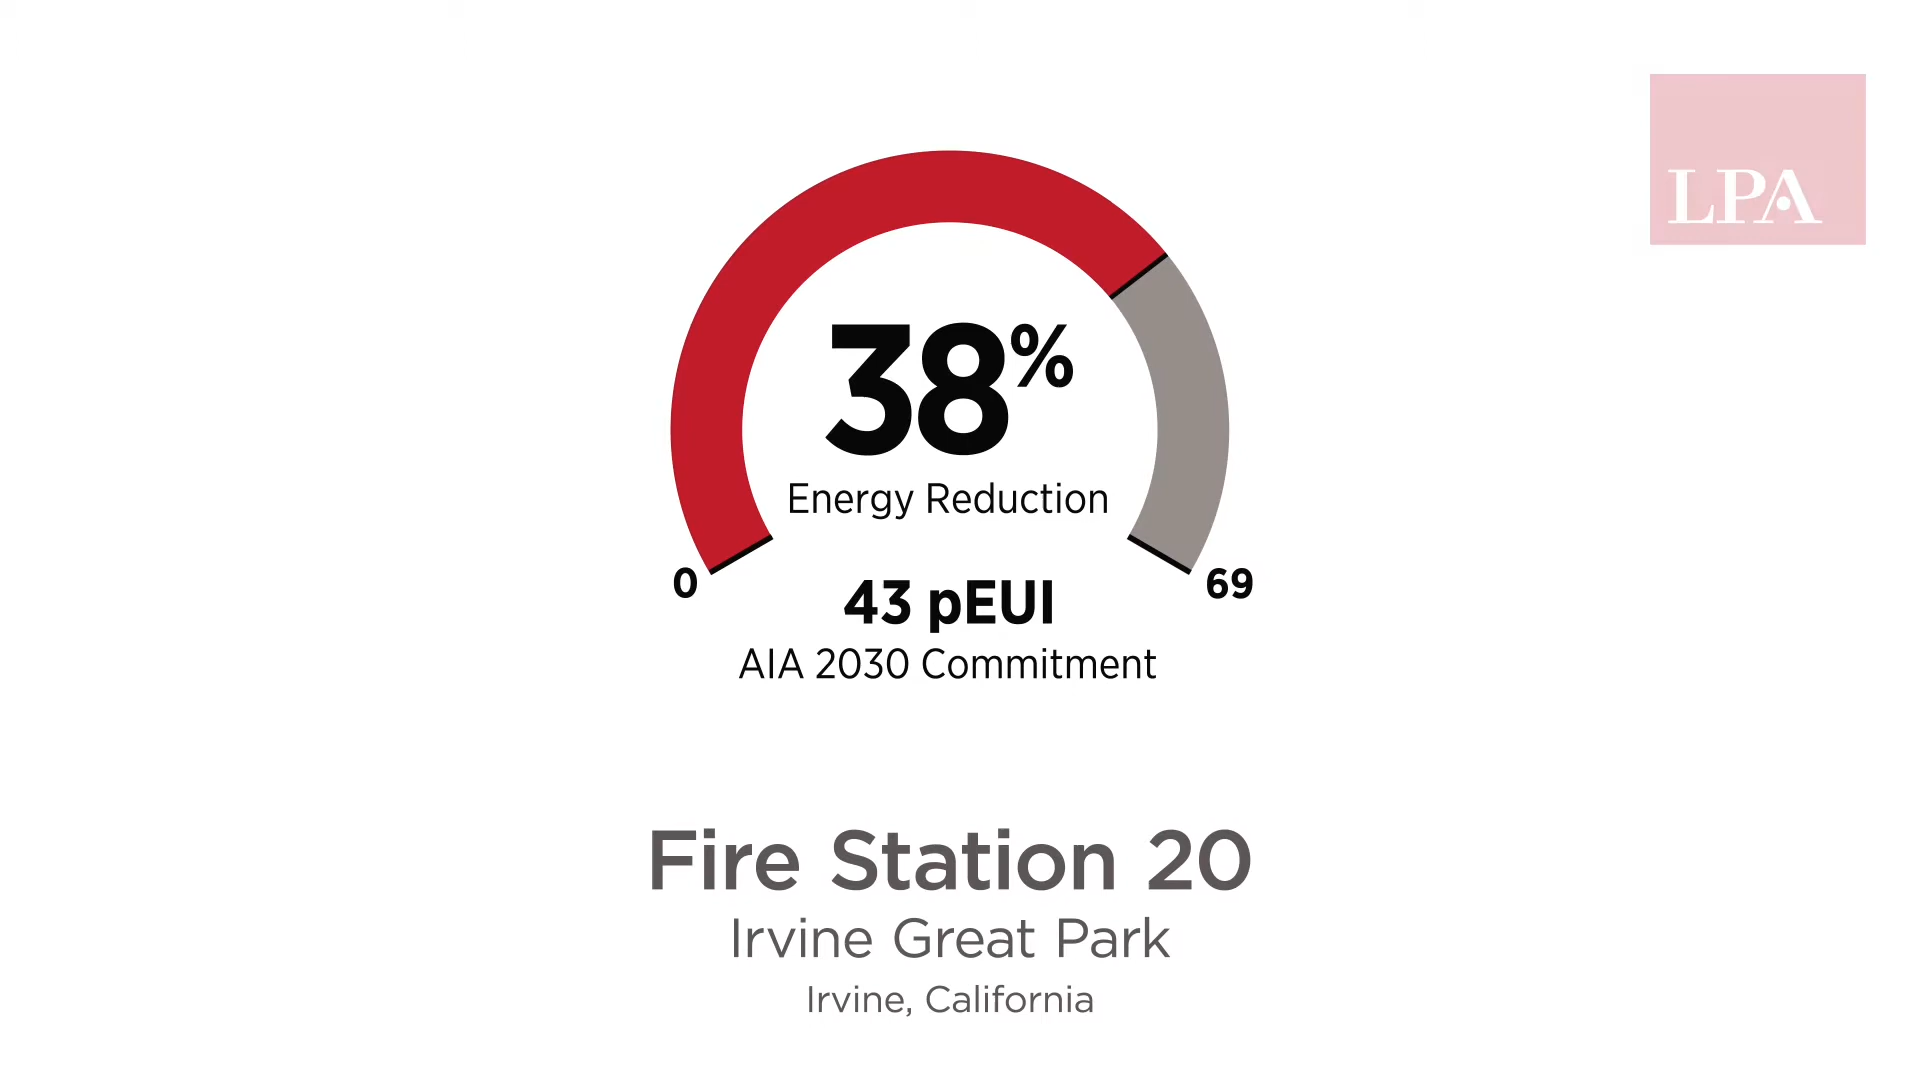 LPA
38%
Energy Reduction
0
69
43 pEUI
AIA 2030 Commitment
Fire Station 20
Irvine Great Park
Irvine, California